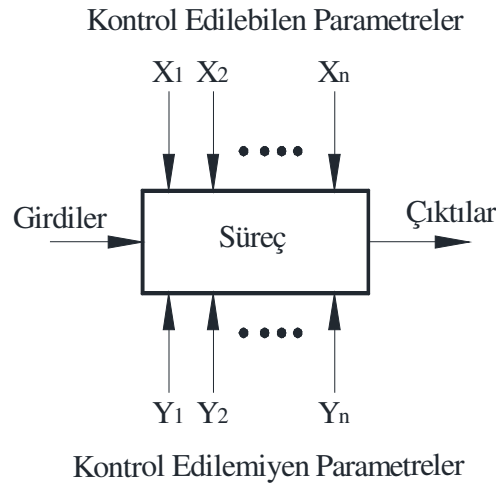 Kontrol Edilebilen Parametreler
X1 X2 Xn
Girdiler
Süreç
Çıktılar
Y1 Y2 Yn
Kontrol Edilemiyen Parametreler